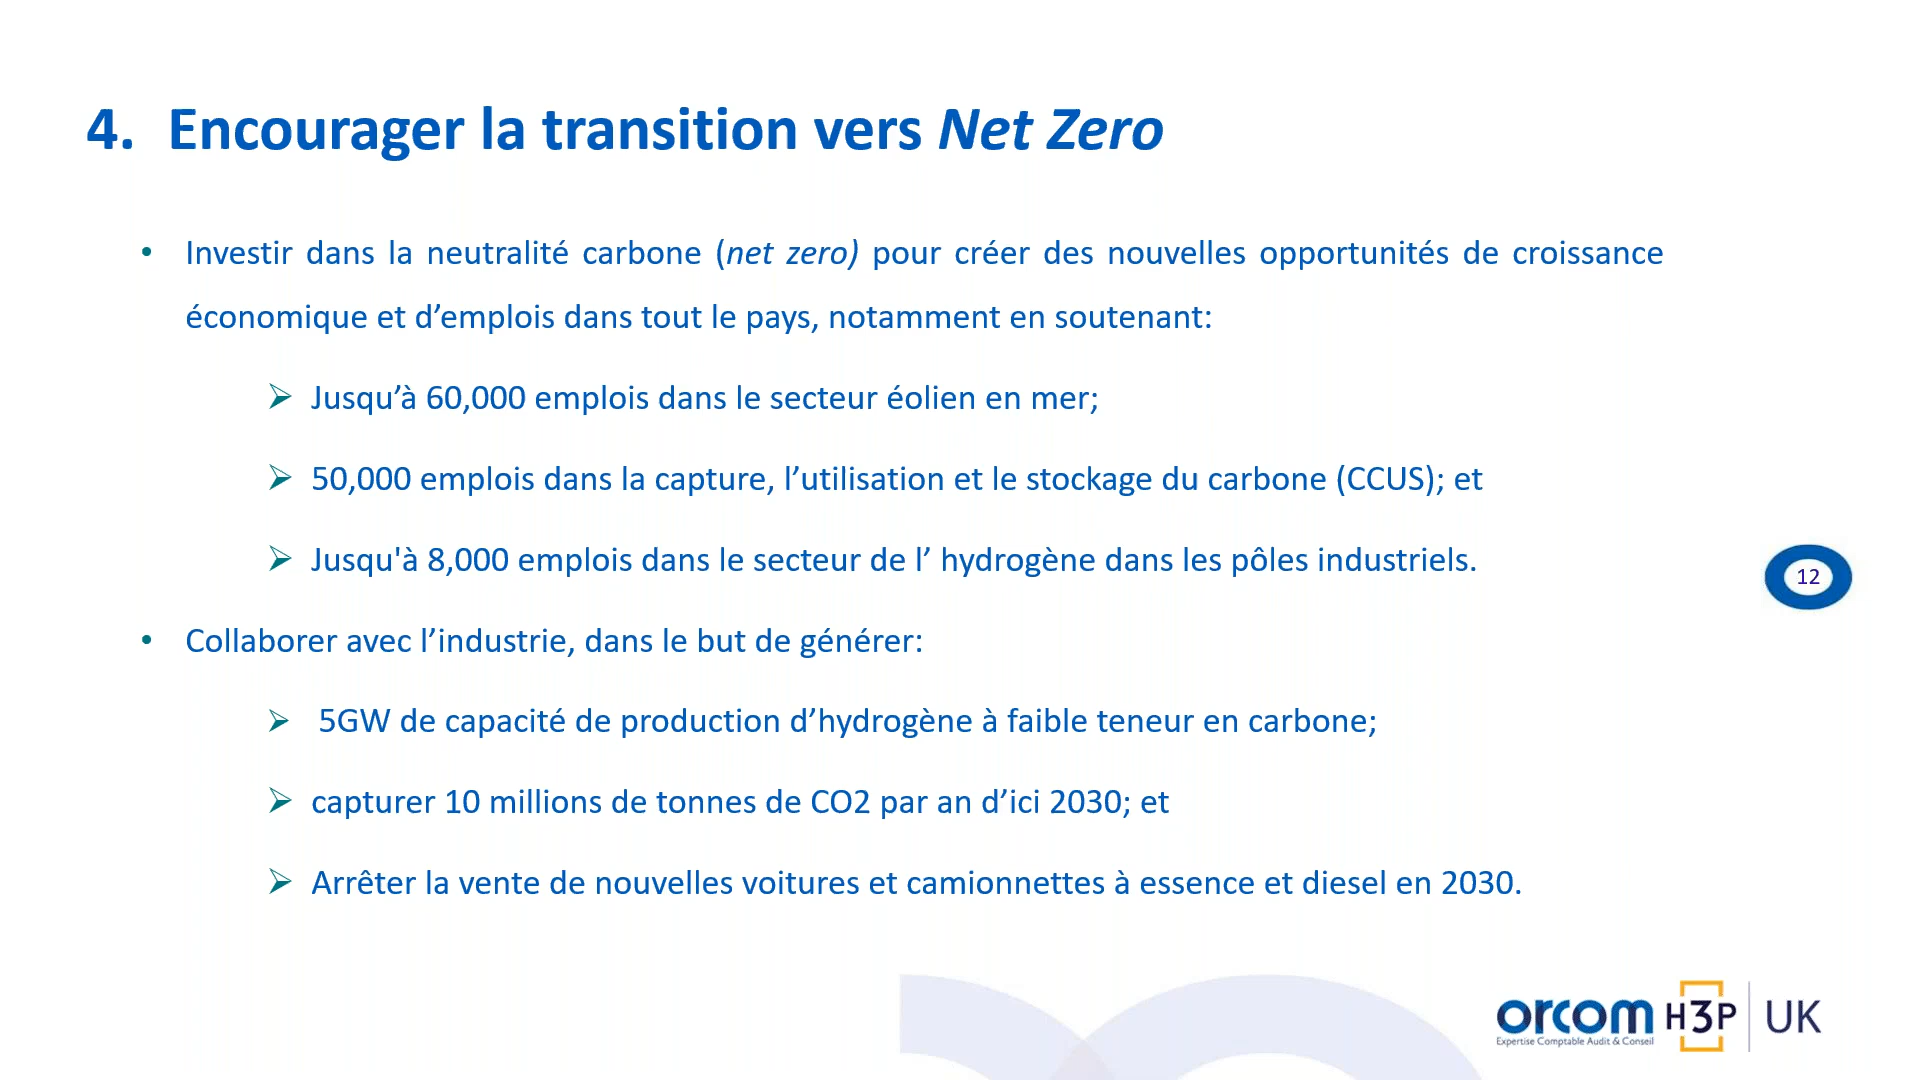 4. Encourager la transition vers Net Zero
• Investir dans la neutralité carbone (net zero) pour créer des nouvelles opportunités de croissance
économique et d’emplois dans tout le pays, notamment en soutenant:
➢ Jusqu’à 60,000 emplois dans le secteur éolien en mer;
➢ 50,000 emplois dans la capture, l’utilisation et le stockage du carbone (CCUS); et
➢ Jusqu'à 8,000 emplois dans le secteur de l’ hydrogène dans les pôles industriels.
12
• Collaborer avec l’industrie, dans le but de générer:
➢ 5GW de capacité de production d’hydrogène à faible teneur en carbone;
➢ capturer 10 millions de tonnes de CO2 par an d’ici 2030; et
➢ Arrêter la vente de nouvelles voitures et camionnettes à essence et diesel en 2030.
orcom H3P | UK
Expertise Comptable Audit & Conseil